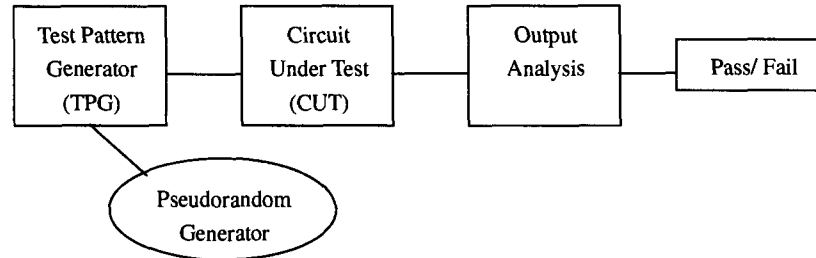 Test Pattern
Generator
(TPG)
Circuit
Under Test
(CUT)
Output
Analysis
Pass/ Fail
Pseudorandom
Generator